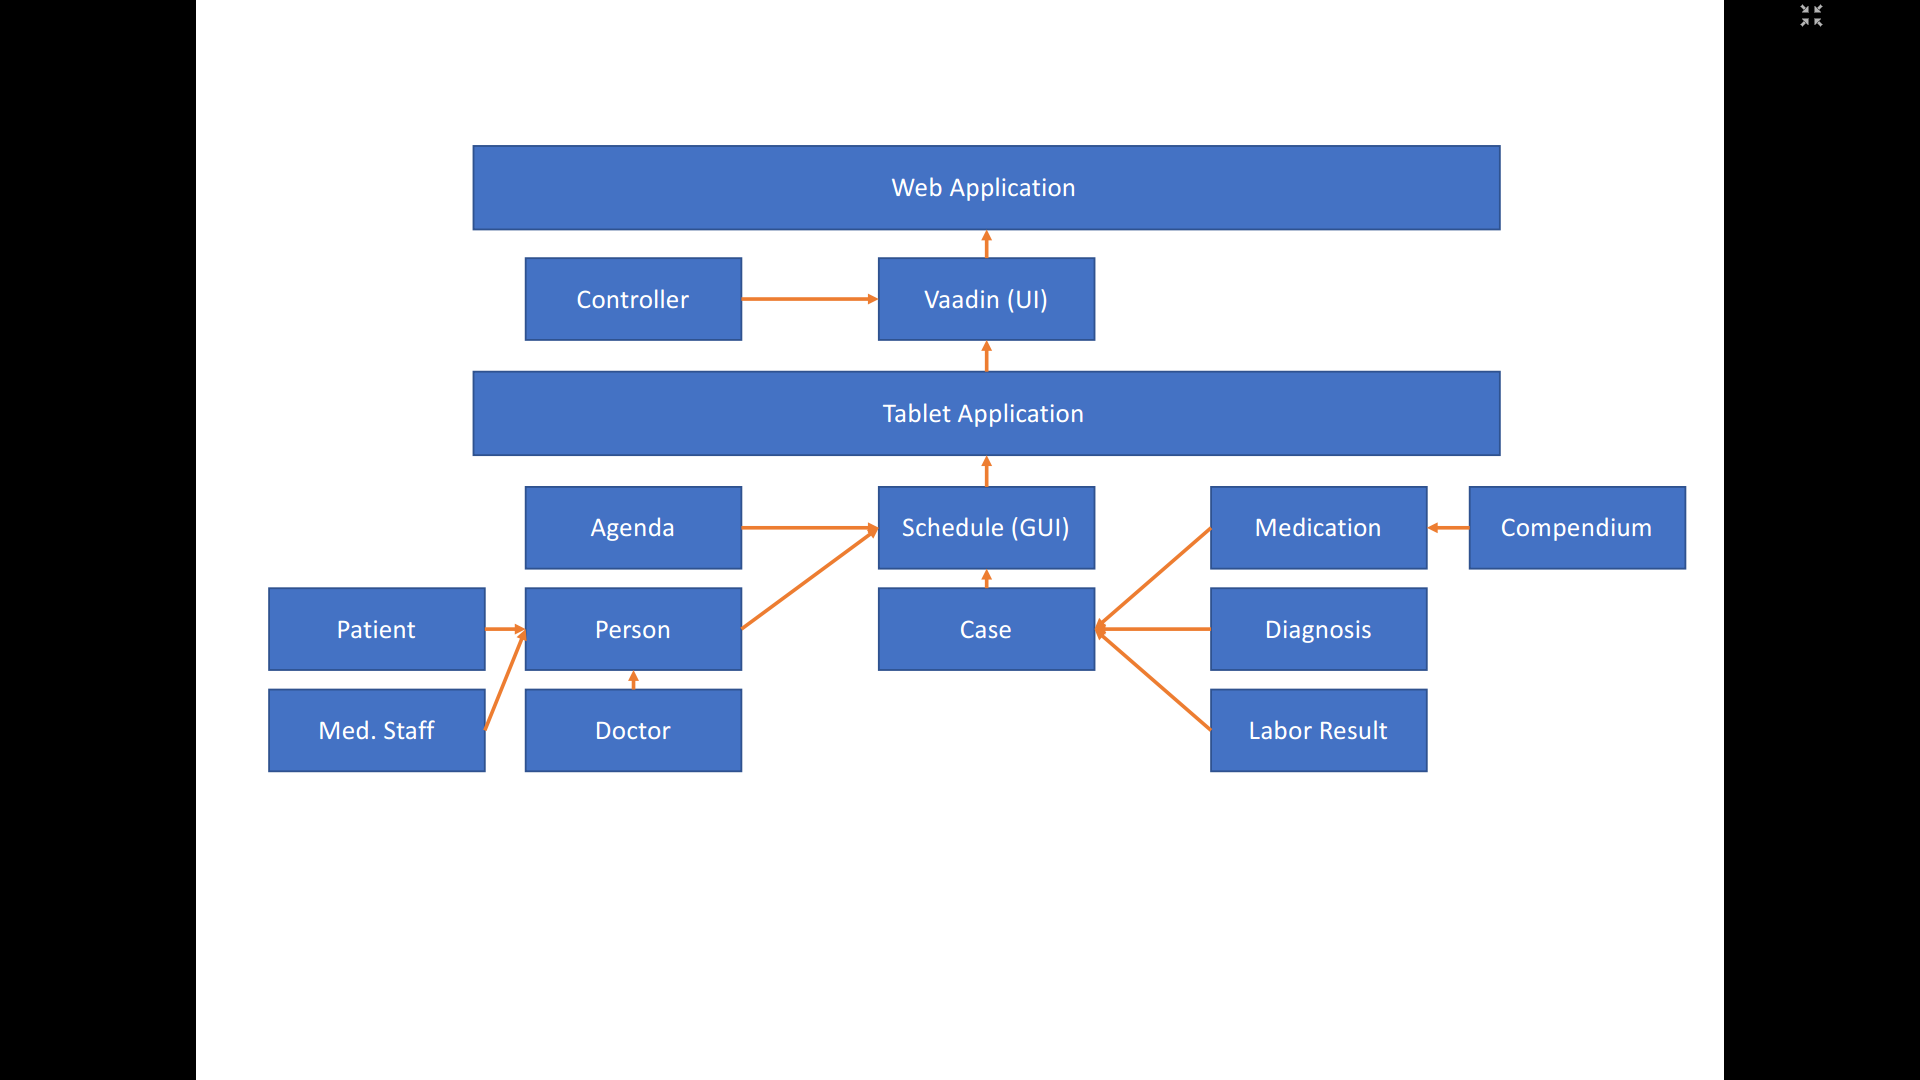 Web Application
Controller
Vaadin (UI)
Tablet Application
Agenda
Schedule (GUI)
Medication
Compendium
Patient
Person
Case
Diagnosis
Med. Staff
Doctor
Labor Result